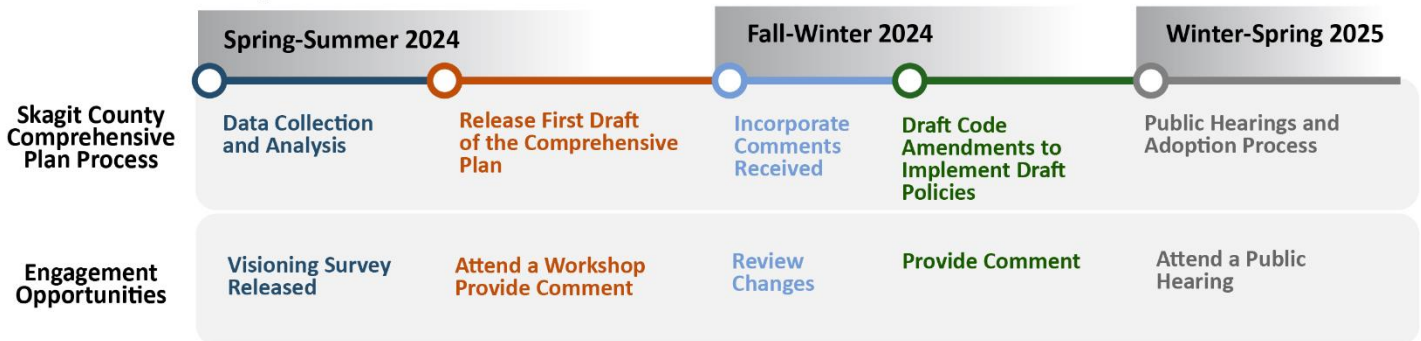 Spring-Summer 2024
Fall-Winter 2024
Winter-Spring 2025
Skagit County
Comprehensive
Plan Process
Data Collection
and Analysis
Release First Draft
of the Comprehensive
Plan
Incorporate
Comments
Received
Draft Code
Amendments to
Implement Draft
Policies
Public Hearings and
Adoption Process
Engagement
Opportunities
Visioning Survey
Released
Attend a Workshop
Provide Comment
Review
Changes
Provide Comment
Attend a Public
Hearing